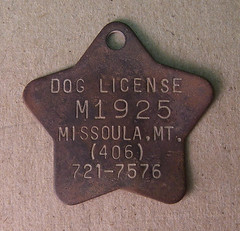 DOG LICENSE
M1925
MISSOULA, MT.
(406)
721-7576